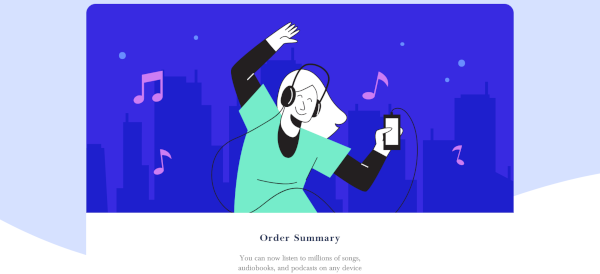 Order Summary
You can now listen to millions of songs,
audiobooks, and podcasts on any device